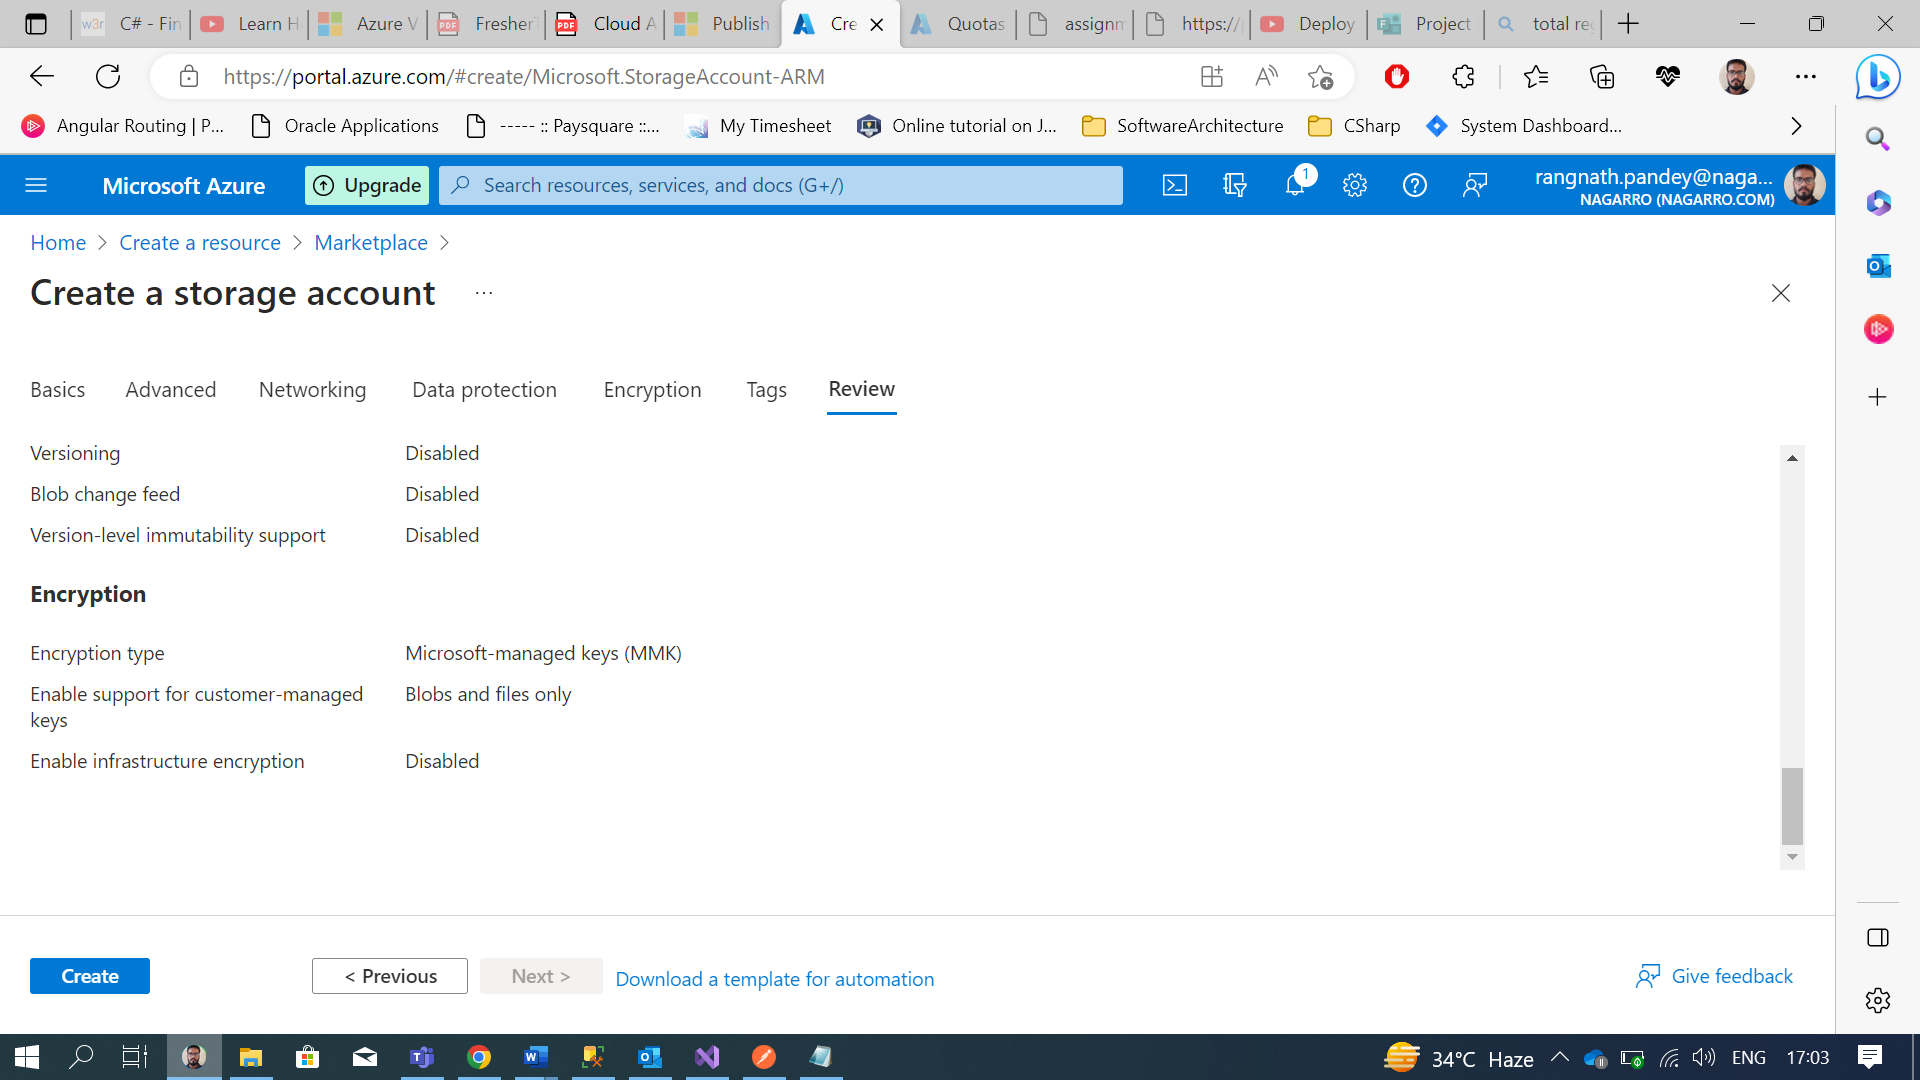 C# - Fin
Learn H
Azure V
Fresher
Cloud A
Publish
Cre
Quotas
assignm
https://
Deploy
Project
total re
https://portal.azure.com/#create/Microsoft.StorageAccount-ARM
Angular Routing | P...
Oracle Applications
----- :: Paysquare ::...
My Timesheet
Online tutorial on J...
SoftwareArchitecture
CSharp
System Dashboard...
Microsoft Azure
Upgrade
Search resources, services, and docs (G+/)
1
rangnath.pandey@naga...
NAGARRO (NAGARRO.COM)
Home > Create a resource > Marketplace >
Create a storage account ...
Basics
Advanced
Networking
Data protection
Encryption
Tags
Review
Versioning Disabled
Blob change feed Disabled
Version-level immutability support Disabled
Encryption
Encryption type Microsoft-managed keys (MMK)
Enable support for customer-managed Blobs and files only
keys
Enable infrastructure encryption Disabled
Create
< Previous
Next >
Download a template for automation
Give feedback
34°C Haze
ENG
17:03